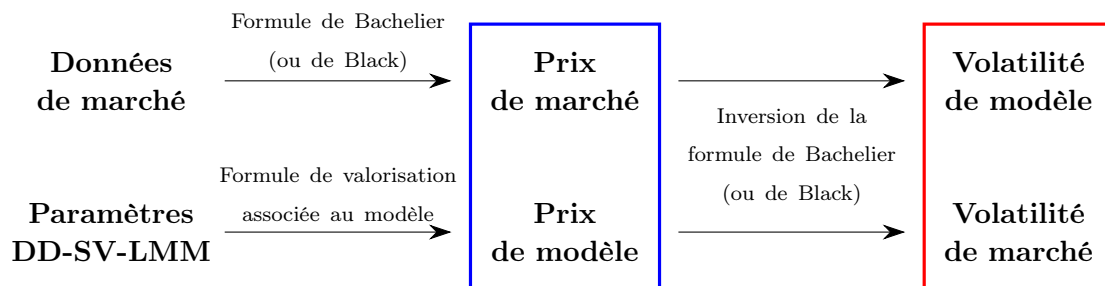 Formule de Bachelier
(ou de Black)
Données
de marché
Prix
de marché
Volatilité
de modèle
Inversion de la
formule de Bachelier
(ou de Black)
Formule de valorisation
associée au modèle
Paramètres
DD-SV-LMM
Prix
de modèle
Volatilité
de marché